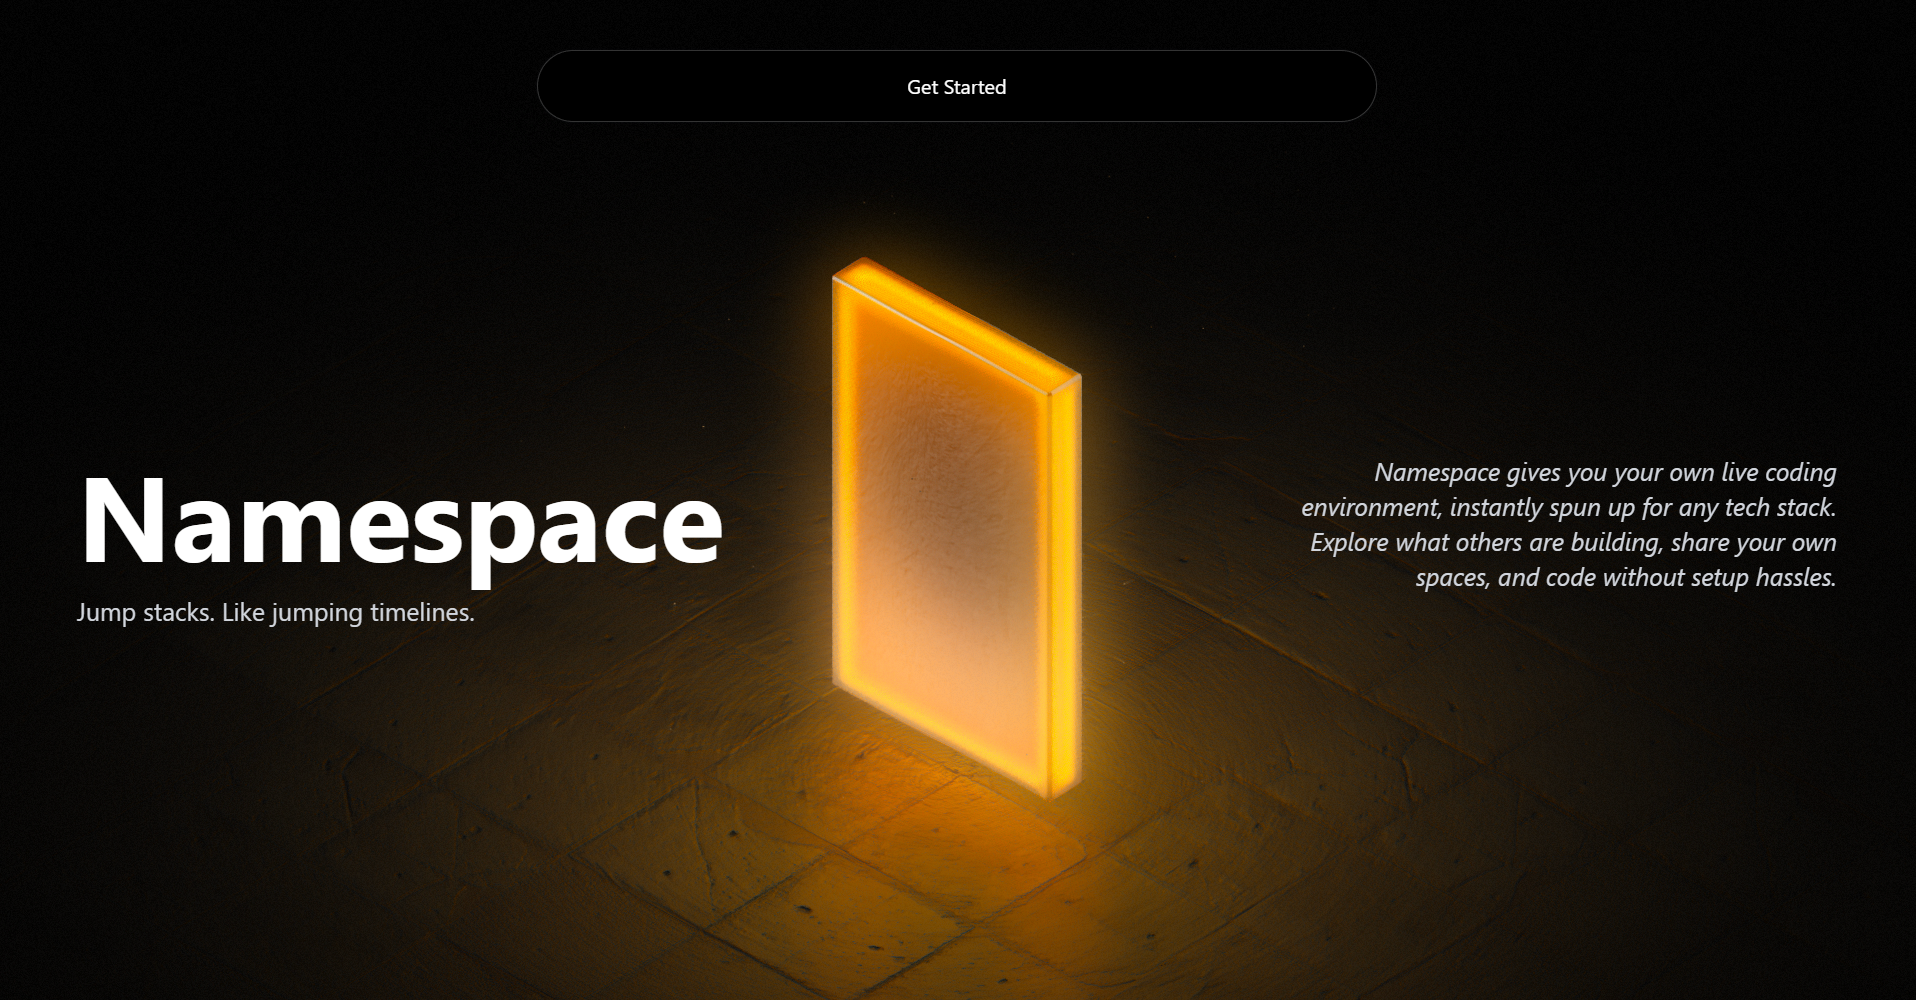 Get Started
Namespace
Jump stacks. Like jumping timelines.
Namespace gives you your own live coding
environment, instantly spun up for any tech stack.
Explore what others are building, share your own
spaces, and code without setup hassles.